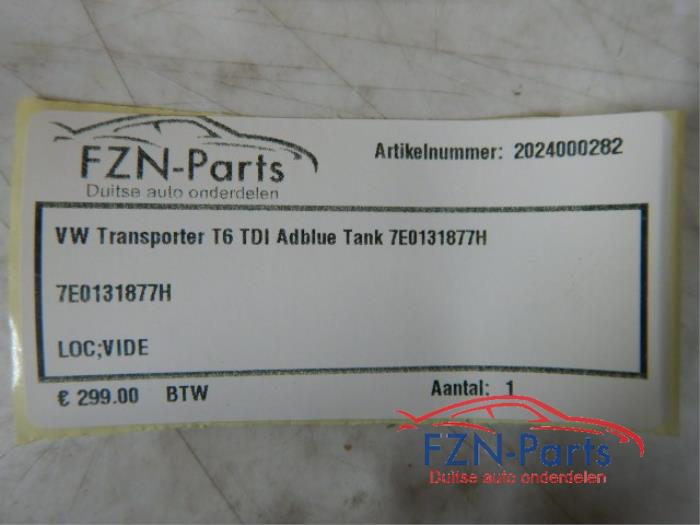 FZN-Parts
Duitse auto onderdelen
Artikelnummer: 2024000282
VW Transporter T6 TDI Adblue Tank 7E0131877H
7E0131877H
LOC;VIDE
€ 299.00 BTW
Aantal: 1
FZN-Parts
Duitse auto onderdelen